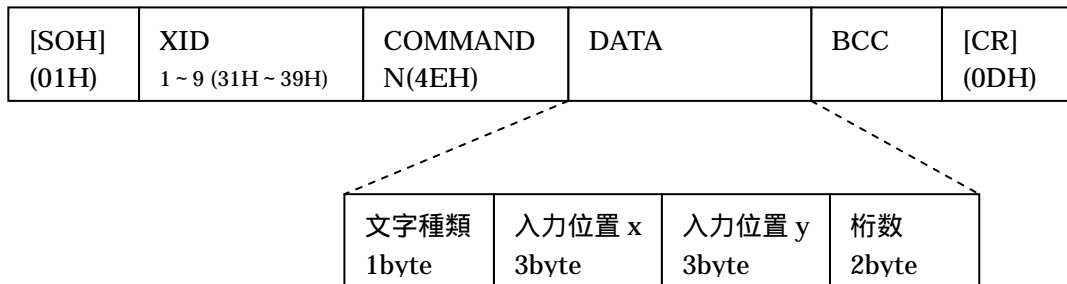 [SOH] XID COMMAND DATA BCC [CR]
(01H) 1~9 (31H~39H) N(4EH) (0DH)
文字種類 入力位置 x 入力位置 y 桁数
1byte 3byte 3byte 2byte